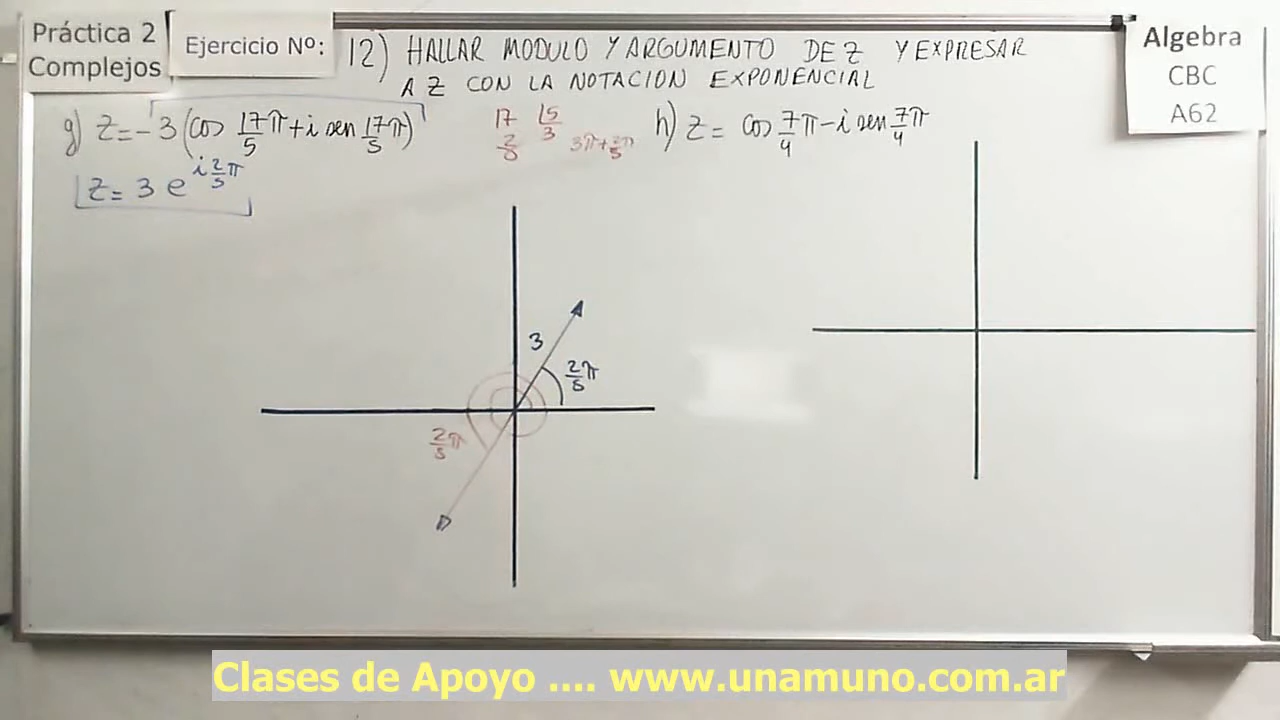 Práctica 2
Complejos
Ejercicio Nº:
12) HALLAR MODULO Y ARGUMENTO DE Z Y EXPRESAR
A Z CON LA NOTACION EXPONENCIAL
Algebra
CBC
A62
g) Z = -3 (cos 17/5 π + i sen 17/5 π)
Z = 3 e^(i 2/5 π)
17 15/3
2/5 3π + 2/5 π
h) Z = cos 7/4 π - i sen 7/4 π
3
2/5 π
2/5 π
Clases de Apoyo .... www.unamuno.com.ar